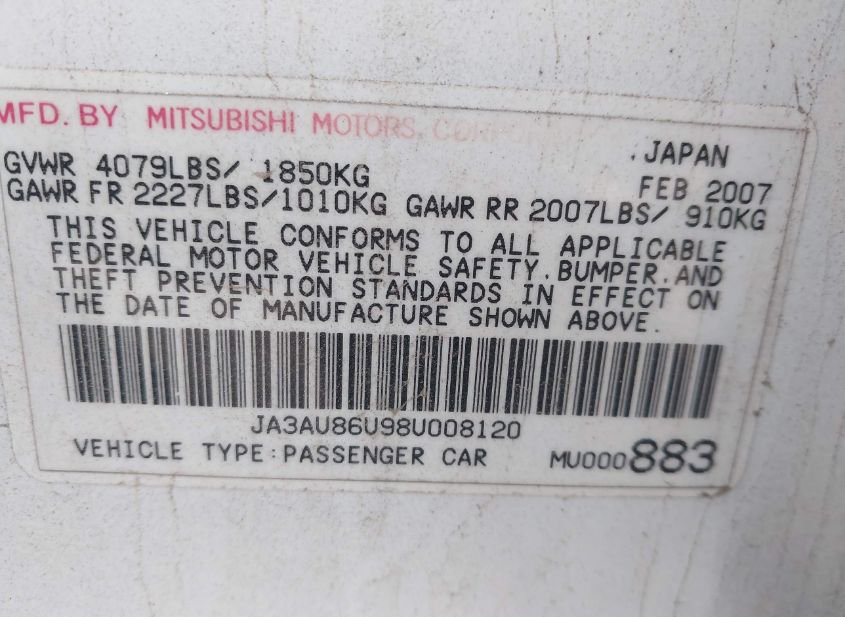 MFD. BY MITSUBISHI MOTORS, CORPORATION
. JAPAN
GVWR 4079LBS/ 1850KG
FEB 2007
GAWR FR 2227LBS/1010KG GAWR RR 2007LBS/ 910KG
THIS VEHICLE CONFORMS TO ALL APPLICABLE
FEDERAL MOTOR VEHICLE SAFETY.BUMPER.AND
THEFT PREVENTION STANDARDS IN EFFECT ON
THE DATE OF MANUFACTURE SHOWN ABOVE.
JA3AU86U98U008120
VEHICLE TYPE:PASSENGER CAR MU000883